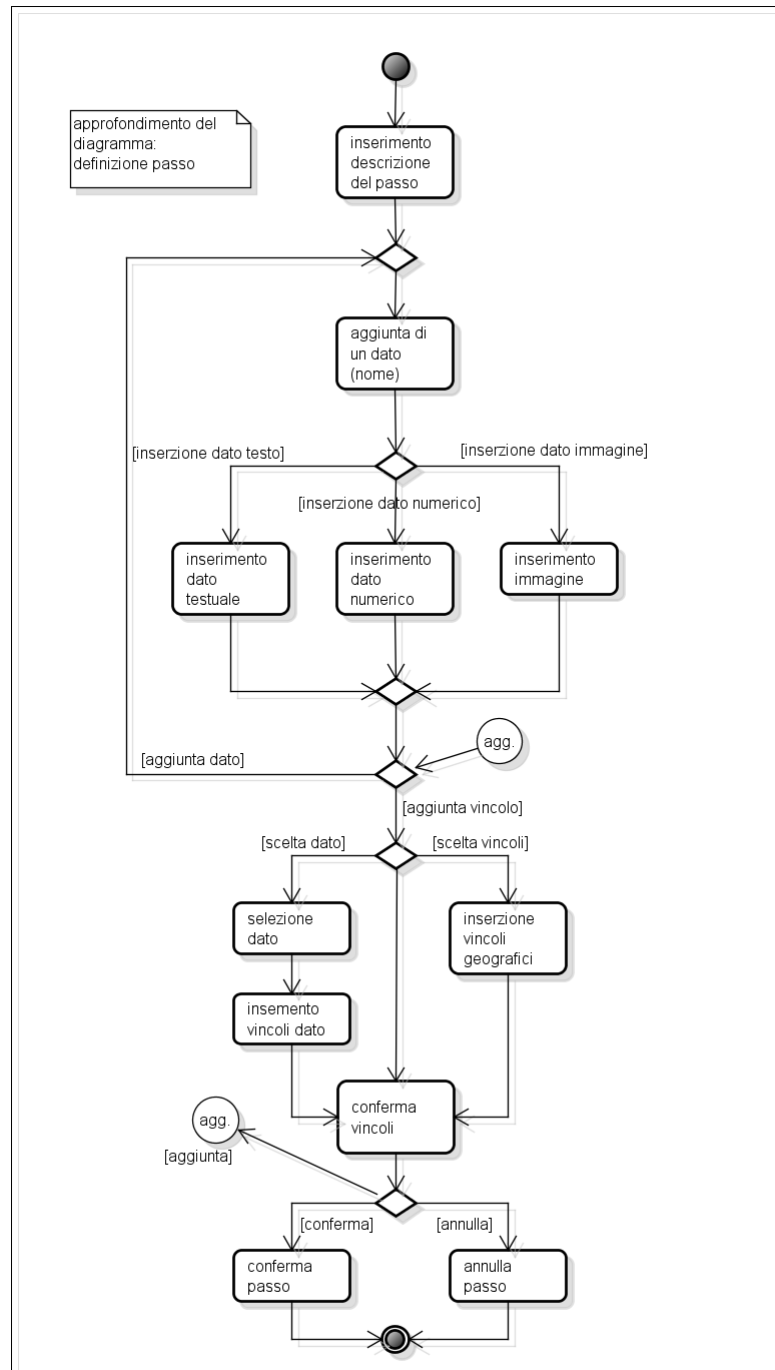 approfondimento del
diagramma:
definizione passo
inserimento
descrizione
del passo
aggiunta di
un dato
(nome)
[inserzione dato testo]
[inserzione dato immagine]
[inserzione dato numerico]
inserimento
dato
testuale
inserimento
dato
numerico
inserimento
immagine
agg.
[aggiunta dato]
[aggiunta vincolo]
[scelta dato]
[scelta vincoli]
selezione
dato
inserzione
vincoli
geografici
insemento
vincoli dato
conferma
vincoli
agg.
[aggiunta]
[conferma]
[annulla]
conferma
passo
annulla
passo